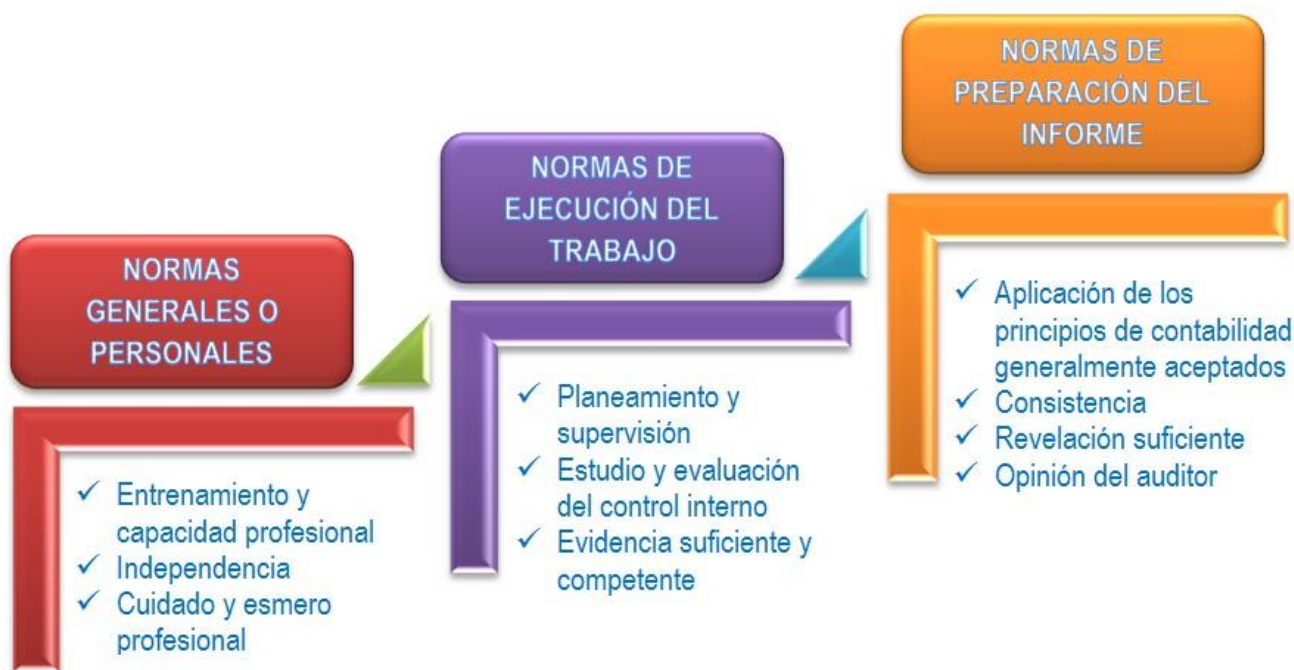 NORMAS
GENERALES O
PERSONALES
✓ Entrenamiento y
capacidad profesional
✓ Independencia
✓ Cuidado y esmero
profesional
NORMAS DE
EJECUCIÓN DEL
TRABAJO
✓ Planeamiento y
supervisión
✓ Estudio y evaluación
del control interno
✓ Evidencia suficiente y
competente
NORMAS DE
PREPARACIÓN DEL
INFORME
✓ Aplicación de los
principios de contabilidad
generalmente aceptados
✓ Consistencia
✓ Revelación suficiente
✓ Opinión del auditor